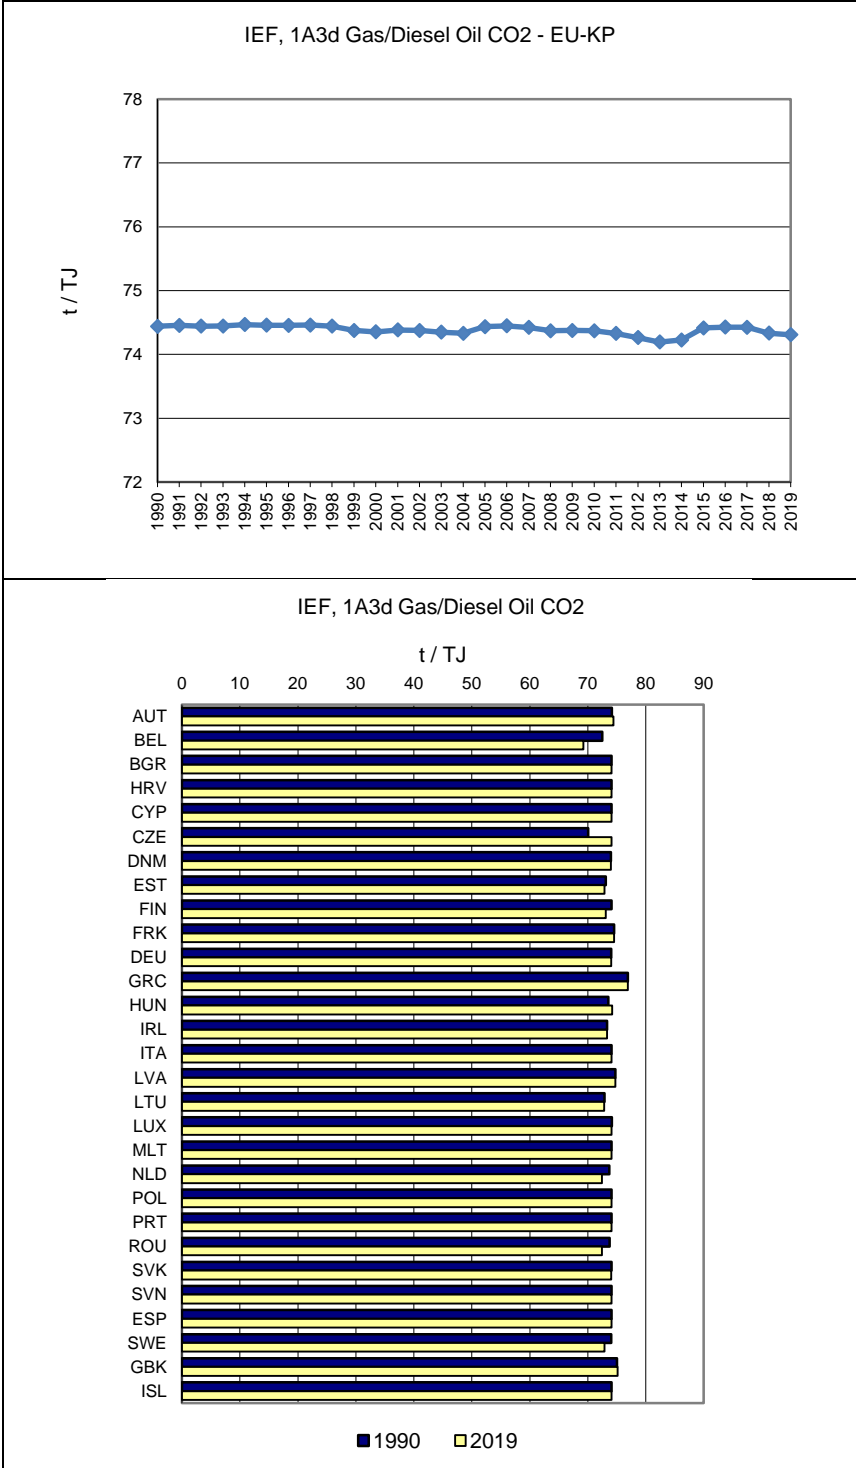 IEF, 1A3d Gas/Diesel Oil CO2 - EU-KP
t / TJ
78
77
76
75
74
73
72
1990 1991 1992 1993 1994 1995 1996 1997 1998 1999 2000 2001 2002 2003 2004 2005 2006 2007 2008 2009 2010 2011 2012 2013 2014 2015 2016 2017 2018 2019
IEF, 1A3d Gas/Diesel Oil CO2
t / TJ
0 10 20 30 40 50 60 70 80 90
AUT
BEL
BGR
HRV
CYP
CZE
DNM
EST
FIN
FRK
DEU
GRC
HUN
IRL
ITA
LVA
LTU
LUX
MLT
NLD
POL
PRT
ROU
SVK
SVN
ESP
SWE
GBK
ISL
1990 2019